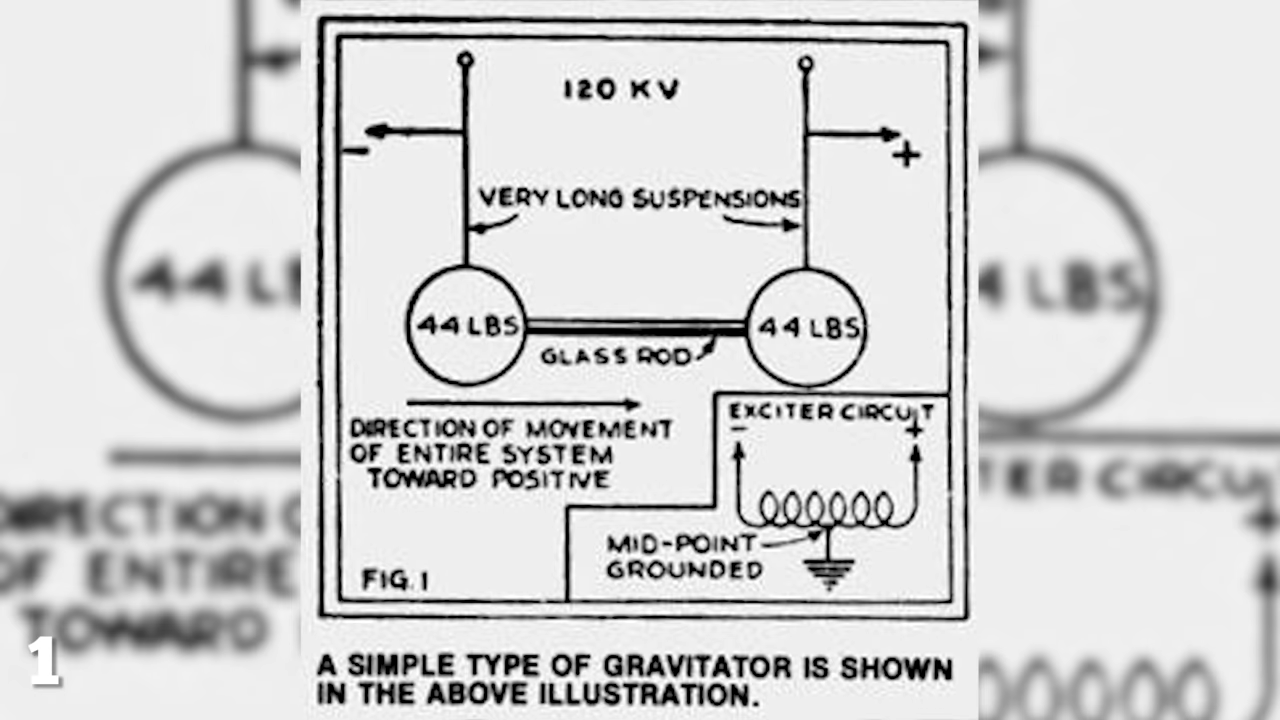 120 KV
-
+
VERY LONG SUSPENSIONS
44 LBS
44 LBS
GLASS ROD
DIRECTION OF MOVEMENT
OF ENTIRE SYSTEM
TOWARD POSITIVE
EXCITER CIRCUIT
- +
MID-POINT
GROUNDED
FIG. 1
A SIMPLE TYPE OF GRAVITATOR IS SHOWN
IN THE ABOVE ILLUSTRATION.
1